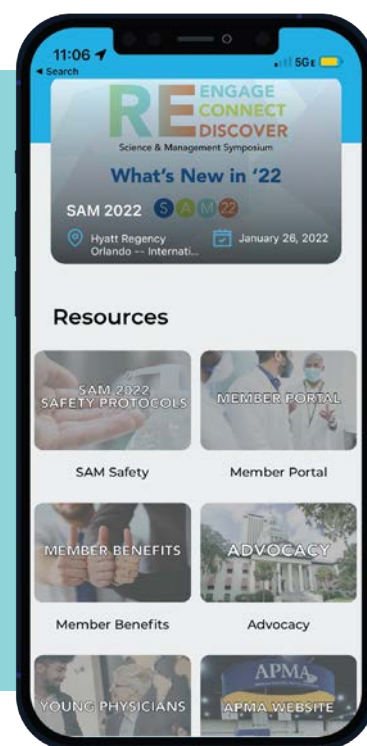 11:06
5GE
◀ Search
RE ENGAGE
CONNECT
DISCOVER
Science & Management Symposium
What's New in '22
SAM 2022 S A M 22
Hyatt Regency
Orlando -- Internati...
January 26, 2022
Resources
SAM 2022
SAFETY PROTOCOLS
MEMBER PORTAL
SAM Safety
Member Portal
MEMBER BENEFITS
ADVOCACY
Member Benefits
Advocacy
YOUNG PHYSICIANS
APMA
APMA WEBSITE